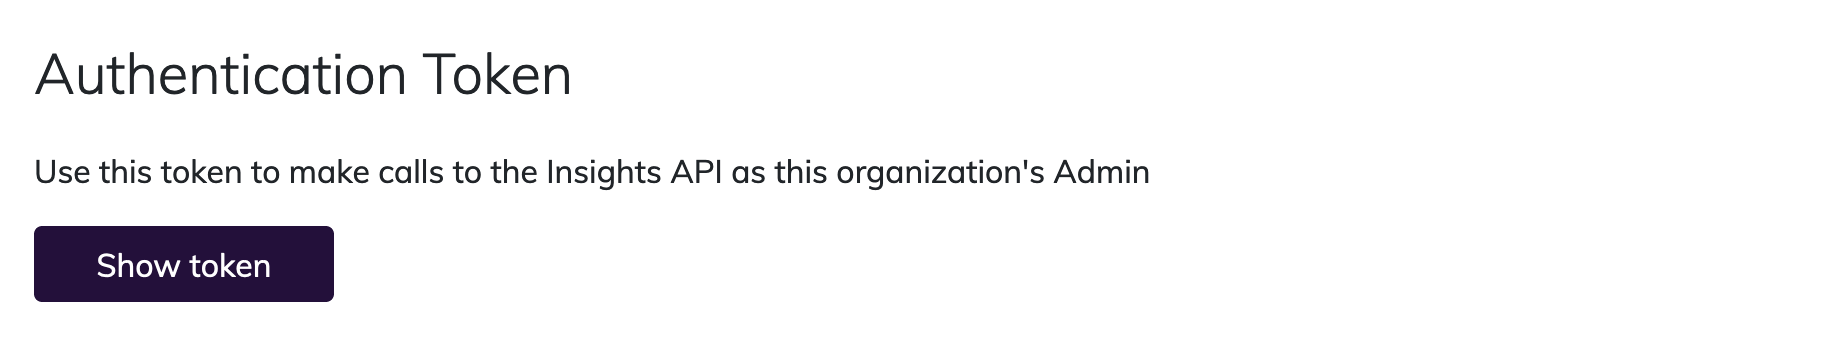 Authentication Token
Use this token to make calls to the Insights API as this organization's Admin
Show token